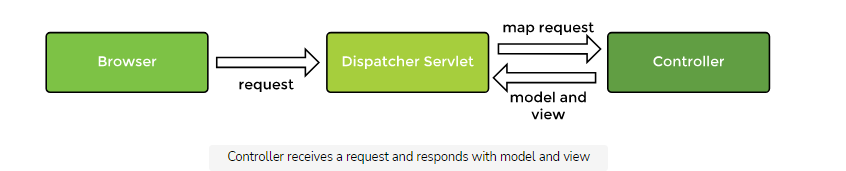 map request
Browser
Dispatcher Servlet
Controller
request
model and
view
Controller receives a request and responds with model and view